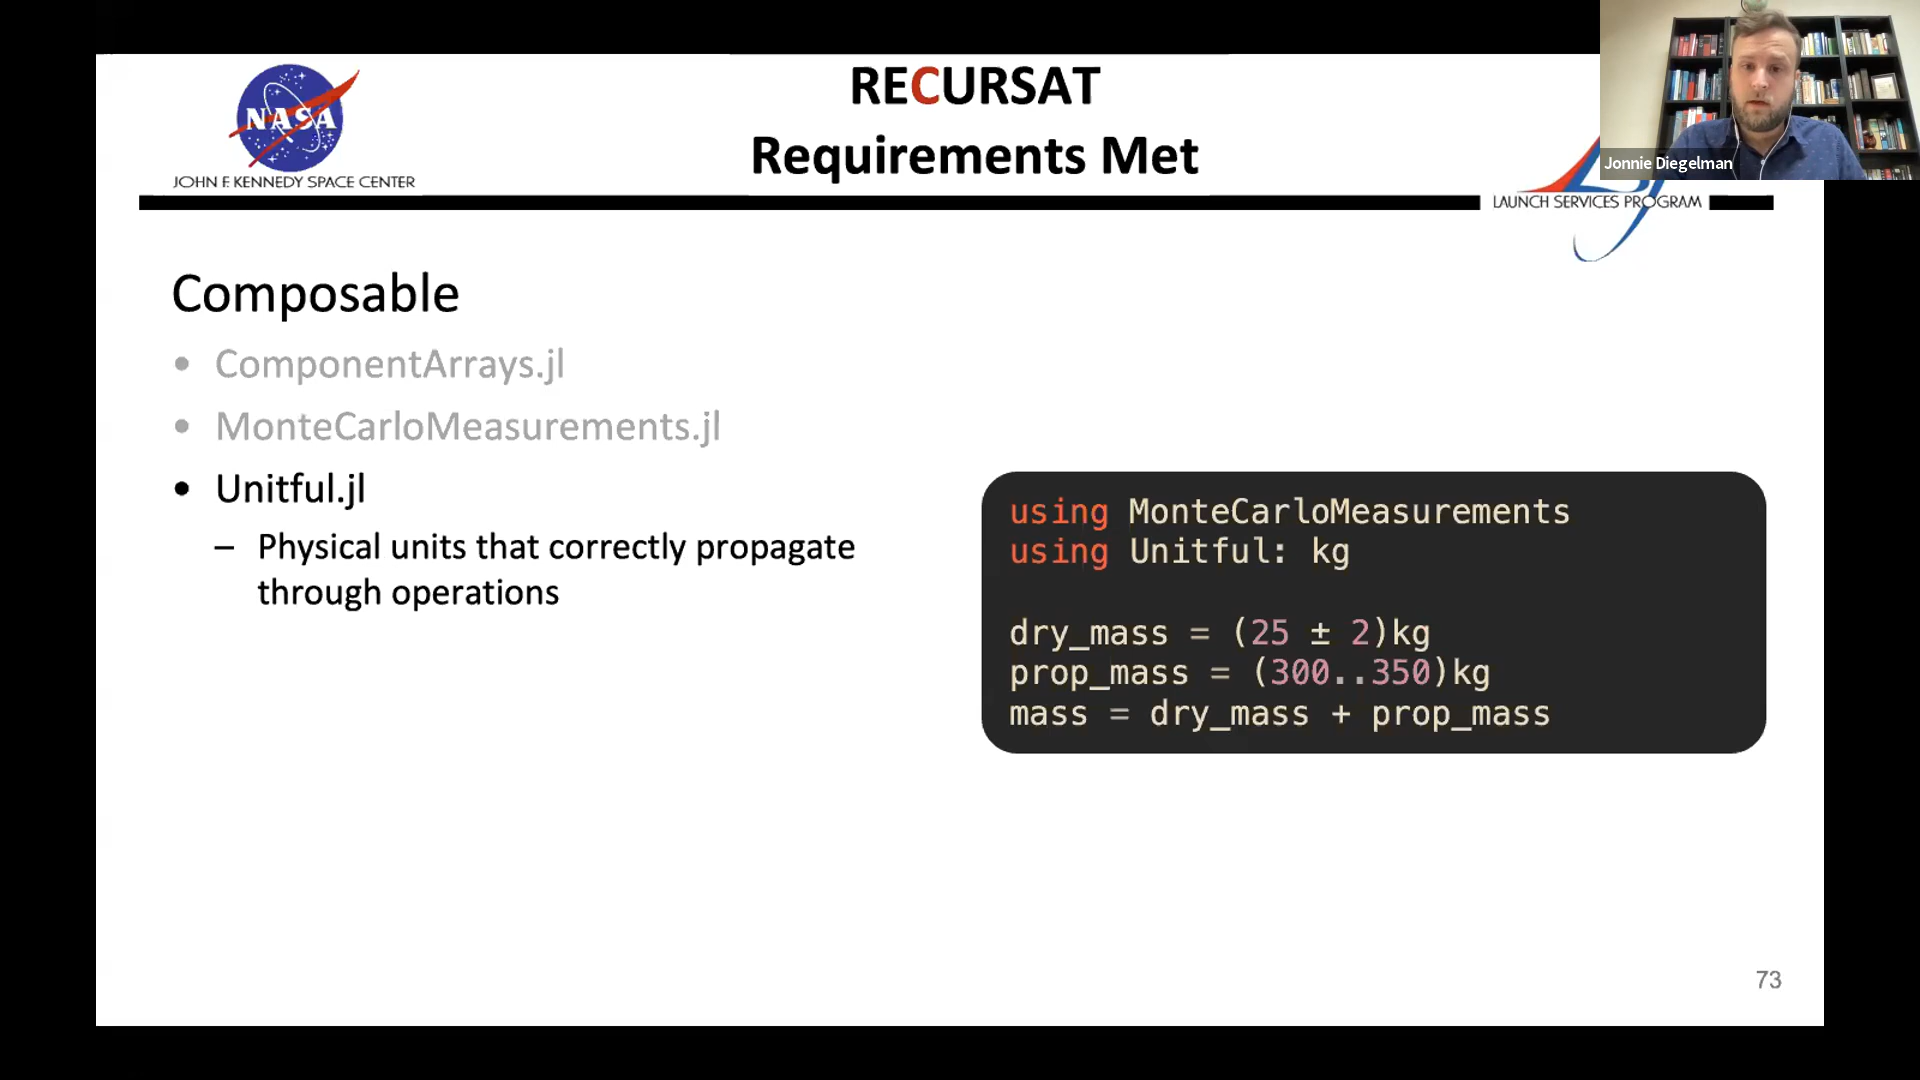 NASA
JOHN F. KENNEDY SPACE CENTER
RECURSAT
Requirements Met
Jonnie Diegelman
LAUNCH SERVICES PROGRAM
Composable
• ComponentArrays.jl
• MonteCarloMeasurements.jl
• Unitful.jl
– Physical units that correctly propagate
through operations
using MonteCarloMeasurements
using Unitful: kg
dry_mass = (25 ± 2)kg
prop_mass = (300..350)kg
mass = dry_mass + prop_mass
73